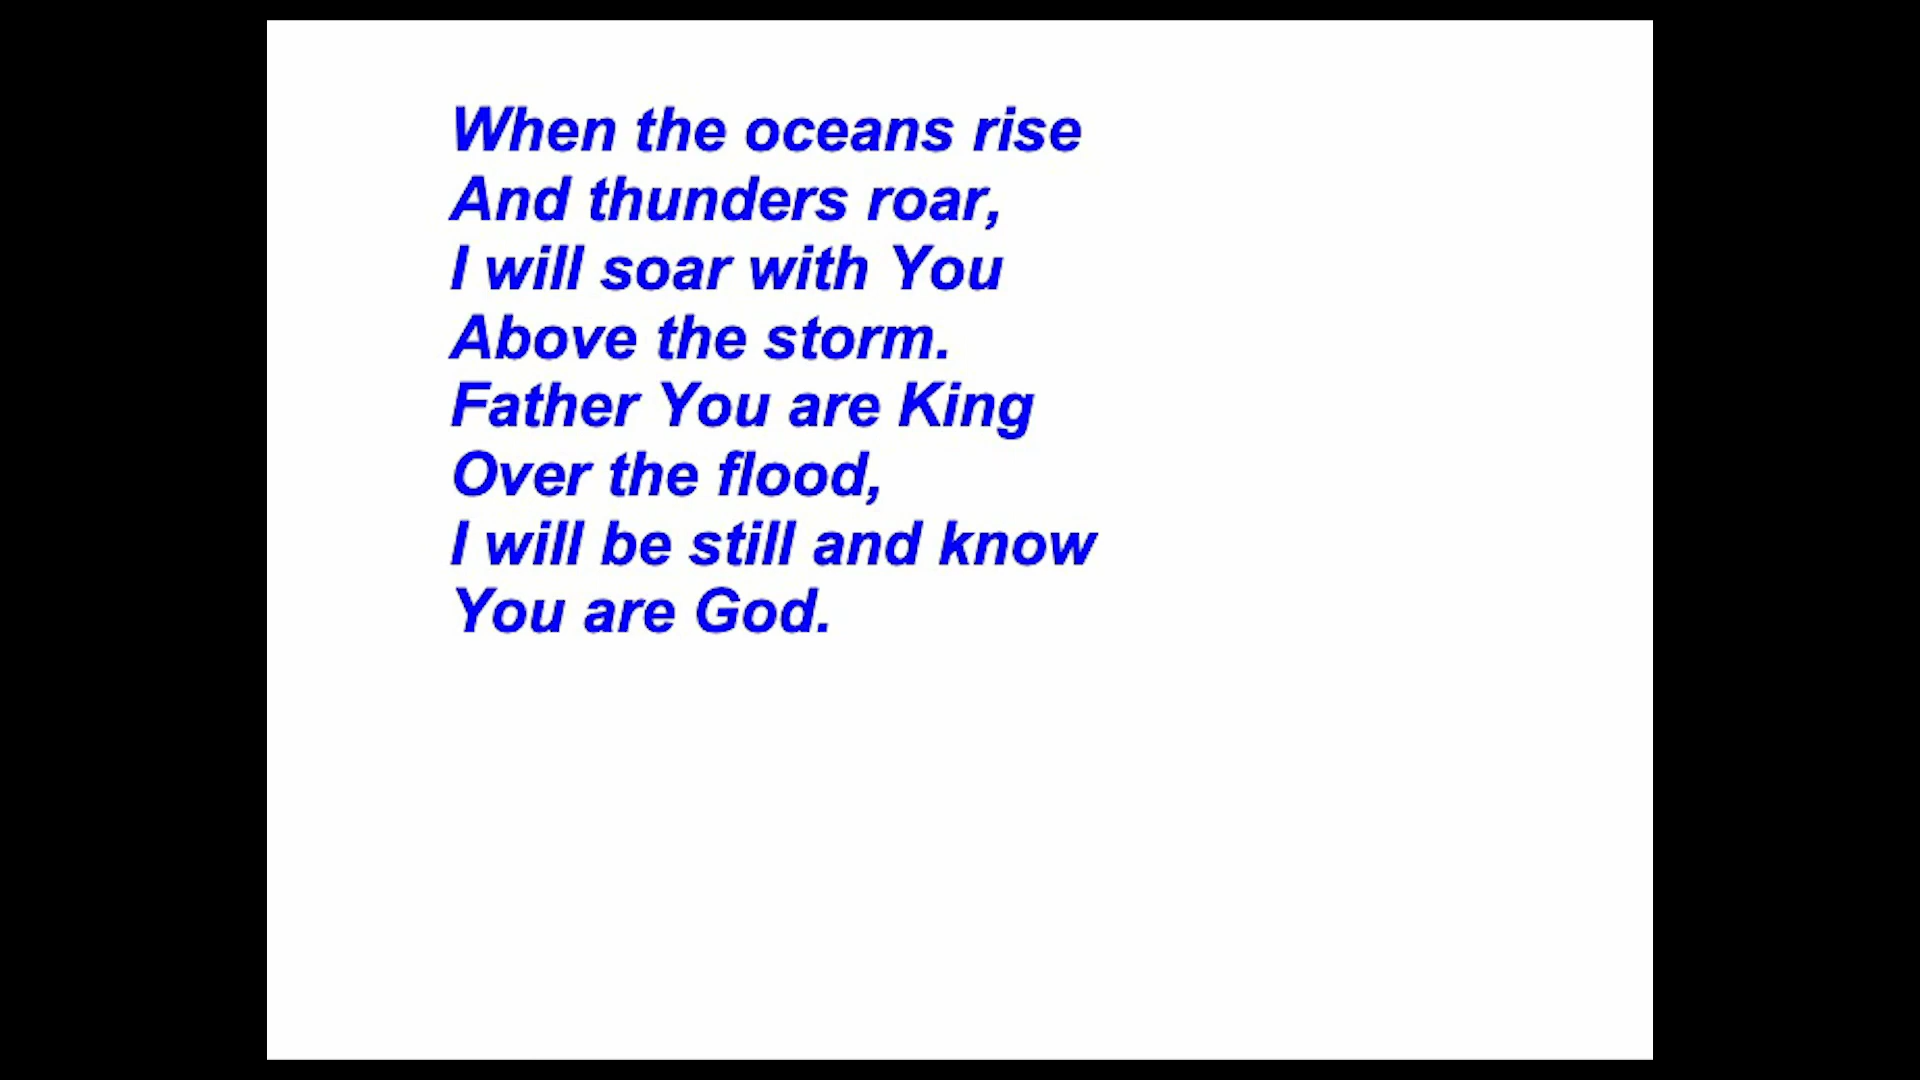 When the oceans rise
And thunders roar,
I will soar with You
Above the storm.
Father You are King
Over the flood,
I will be still and know
You are God.